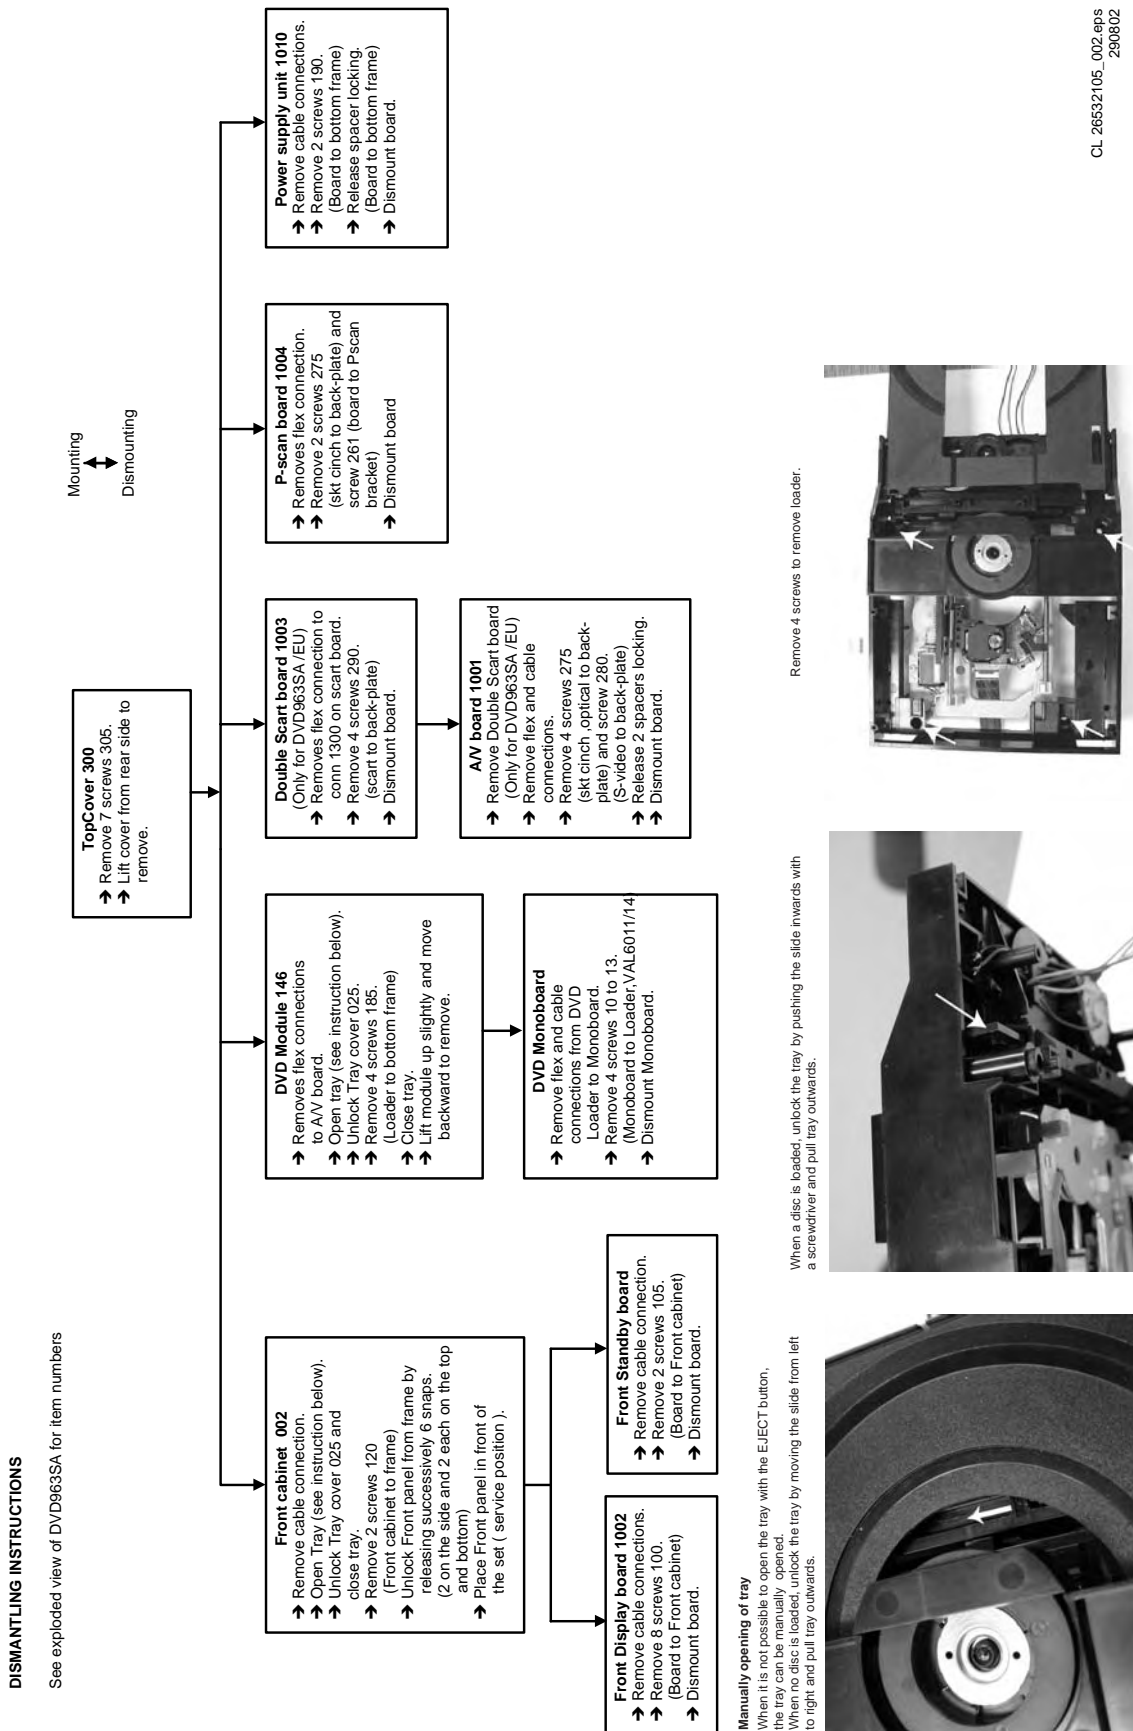 DISMANTLING INSTRUCTIONS
See exploded view of DVD963SA for item numbers
Mounting
Dismounting
TopCover 300
➔ Remove 7 screws 305.
➔ Lift cover from rear side to
remove.
Front cabinet 002
➔ Remove cable connection.
➔ Open Tray (see instruction below).
➔ Unlock Tray cover 025 and
close tray.
➔ Remove 2 screws 120
(Front cabinet to frame)
➔ Unlock Front panel from frame by
releasing successively 6 snaps.
(2 on the side and 2 each on the top
and bottom)
➔ Place Front panel in front of
the set ( service position ).
DVD Module 146
➔ Removes flex connections
to A/V board.
➔ Open tray (see instruction below).
➔ Unlock Tray cover 025.
➔ Remove 4 screws 185.
(Loader to bottom frame)
➔ Close tray.
➔ Lift module up slightly and move
backward to remove.
Double Scart board 1003
(Only for DVD963SA /EU)
➔ Removes flex connection to
conn 1300 on scart board.
➔ Remove 4 screws 290.
(scart to back-plate)
➔ Dismount board.
P-scan board 1004
➔ Removes flex connection.
➔ Remove 2 screws 275
(skt cinch to back-plate) and
screw 261 (board to Pscan
bracket)
➔ Dismount board
Power supply unit 1010
➔ Remove cable connections.
➔ Remove 2 screws 190.
(Board to bottom frame)
➔ Release spacer locking.
(Board to bottom frame)
➔ Dismount board.
Front Display board 1002
➔ Remove cable connections.
➔ Remove 8 screws 100.
(Board to Front cabinet)
➔ Dismount board.
Front Standby board
➔ Remove cable connection.
➔ Remove 2 screws 105.
(Board to Front cabinet)
➔ Dismount board.
DVD Monoboard
➔ Remove flex and cable
connections from DVD
Loader to Monoboard.
➔ Remove 4 screws 10 to 13.
(Monoboard to Loader,VAL6011/14)
➔ Dismount Monoboard.
A/V board 1001
➔ Remove Double Scart board
(Only for DVD963SA /EU)
➔ Remove flex and cable
connections.
➔ Remove 4 screws 275
(skt cinch, optical to back-
plate) and screw 280.
(S-video to back-plate)
➔ Release 2 spacers locking.
➔ Dismount board.
Manually opening of tray
When it is not possible to open the tray with the EJECT button,
the tray can be manually opened.
When no disc is loaded, unlock the tray by moving the slide from left
to right and pull tray outwards.
When a disc is loaded, unlock the tray by pushing the slide inwards with
a screwdriver and pull tray outwards.
Remove 4 screws to remove loader.
CL 26532105_002.eps
290802